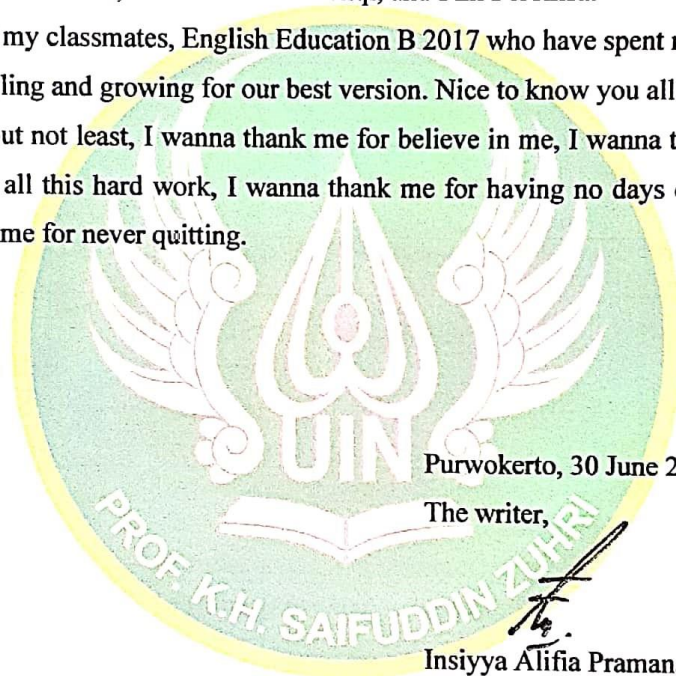 my classmates, English Education B 2017 who have spent
ling and growing for our best version. Nice to know you all
ut not least, I wanna thank me for believe in me, I wanna
all this hard work, I wanna thank me for having no days
me for never quitting.
UIN
PROF. K.H. SAIFUDDIN ZUHRI
Purwokerto, 30 June 2
The writer,
Insiyya Alifia Praman